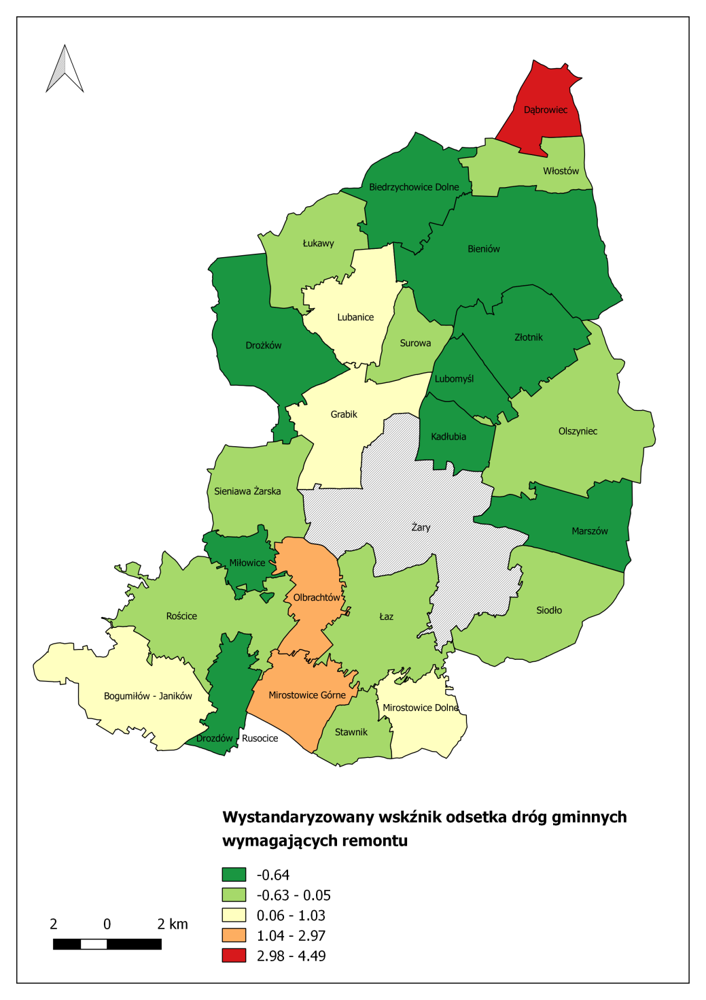 Dąbrowiec
Włostów
Biedrzychowice Dolne
Łukawy
Bieniów
Lubanice
Złotnik
Surowa
Drożków
Lubomyśl
Grabik
Olszyniec
Kadłubia
Sieniawa Żarska
Żary
Marszów
Miłowice
Olbrachtów
Siodło
Rościce
Łaz
Bogumiłów - Janików
Mirostowice Górne
Mirostowice Dolne
Stawnik
Drozdów
Rusocice
Wystandaryzowany wskźnik odsetka dróg gminnych
wymagających remontu
-0.64
-0.63 - 0.05
0.06 - 1.03
1.04 - 2.97
2.98 - 4.49
2 0 2 km